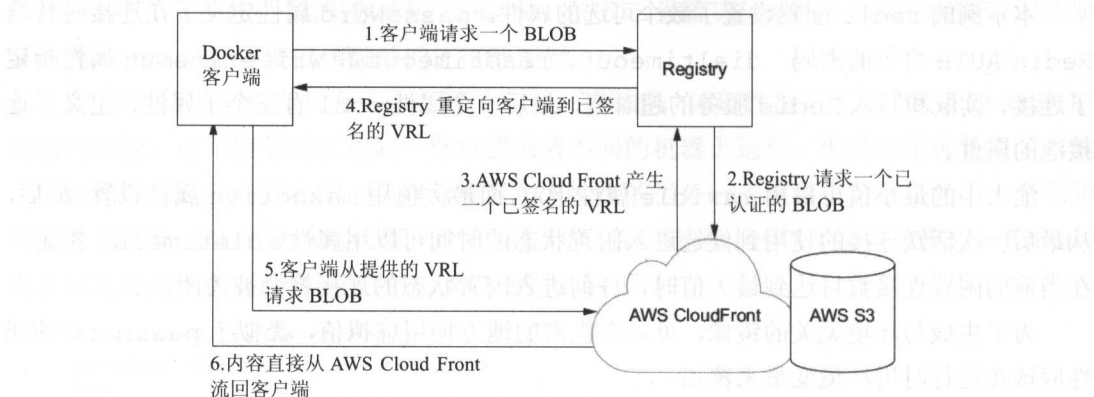 1.客户端请求一个 BLOB
Docker
客户端
Registry
4.Registry 重定向客户端到已签
名的 VRL
3.AWS Cloud Front 产生
一个已签名的 VRL
2.Registry 请求一个已
认证的 BLOB
5.客户端从提供的 VRL
请求 BLOB
AWS CloudFront
AWS S3
6.内容直接从 AWS Cloud Front
流回客户端